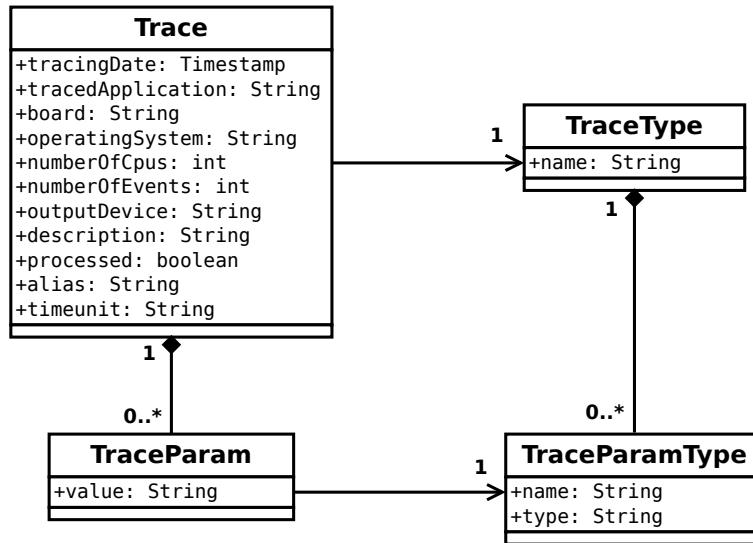 Trace
+tracingDate: Timestamp
+tracedApplication: String
+board: String
+operatingSystem: String
+numberOfCpus: int
+numberOfEvents: int
+outputDevice: String
+description: String
+processed: boolean
+alias: String
+timeunit: String
1
TraceType
+name: String
1
1
0..*
0..*
TraceParam
+value: String
1
TraceParamType
+name: String
+type: String